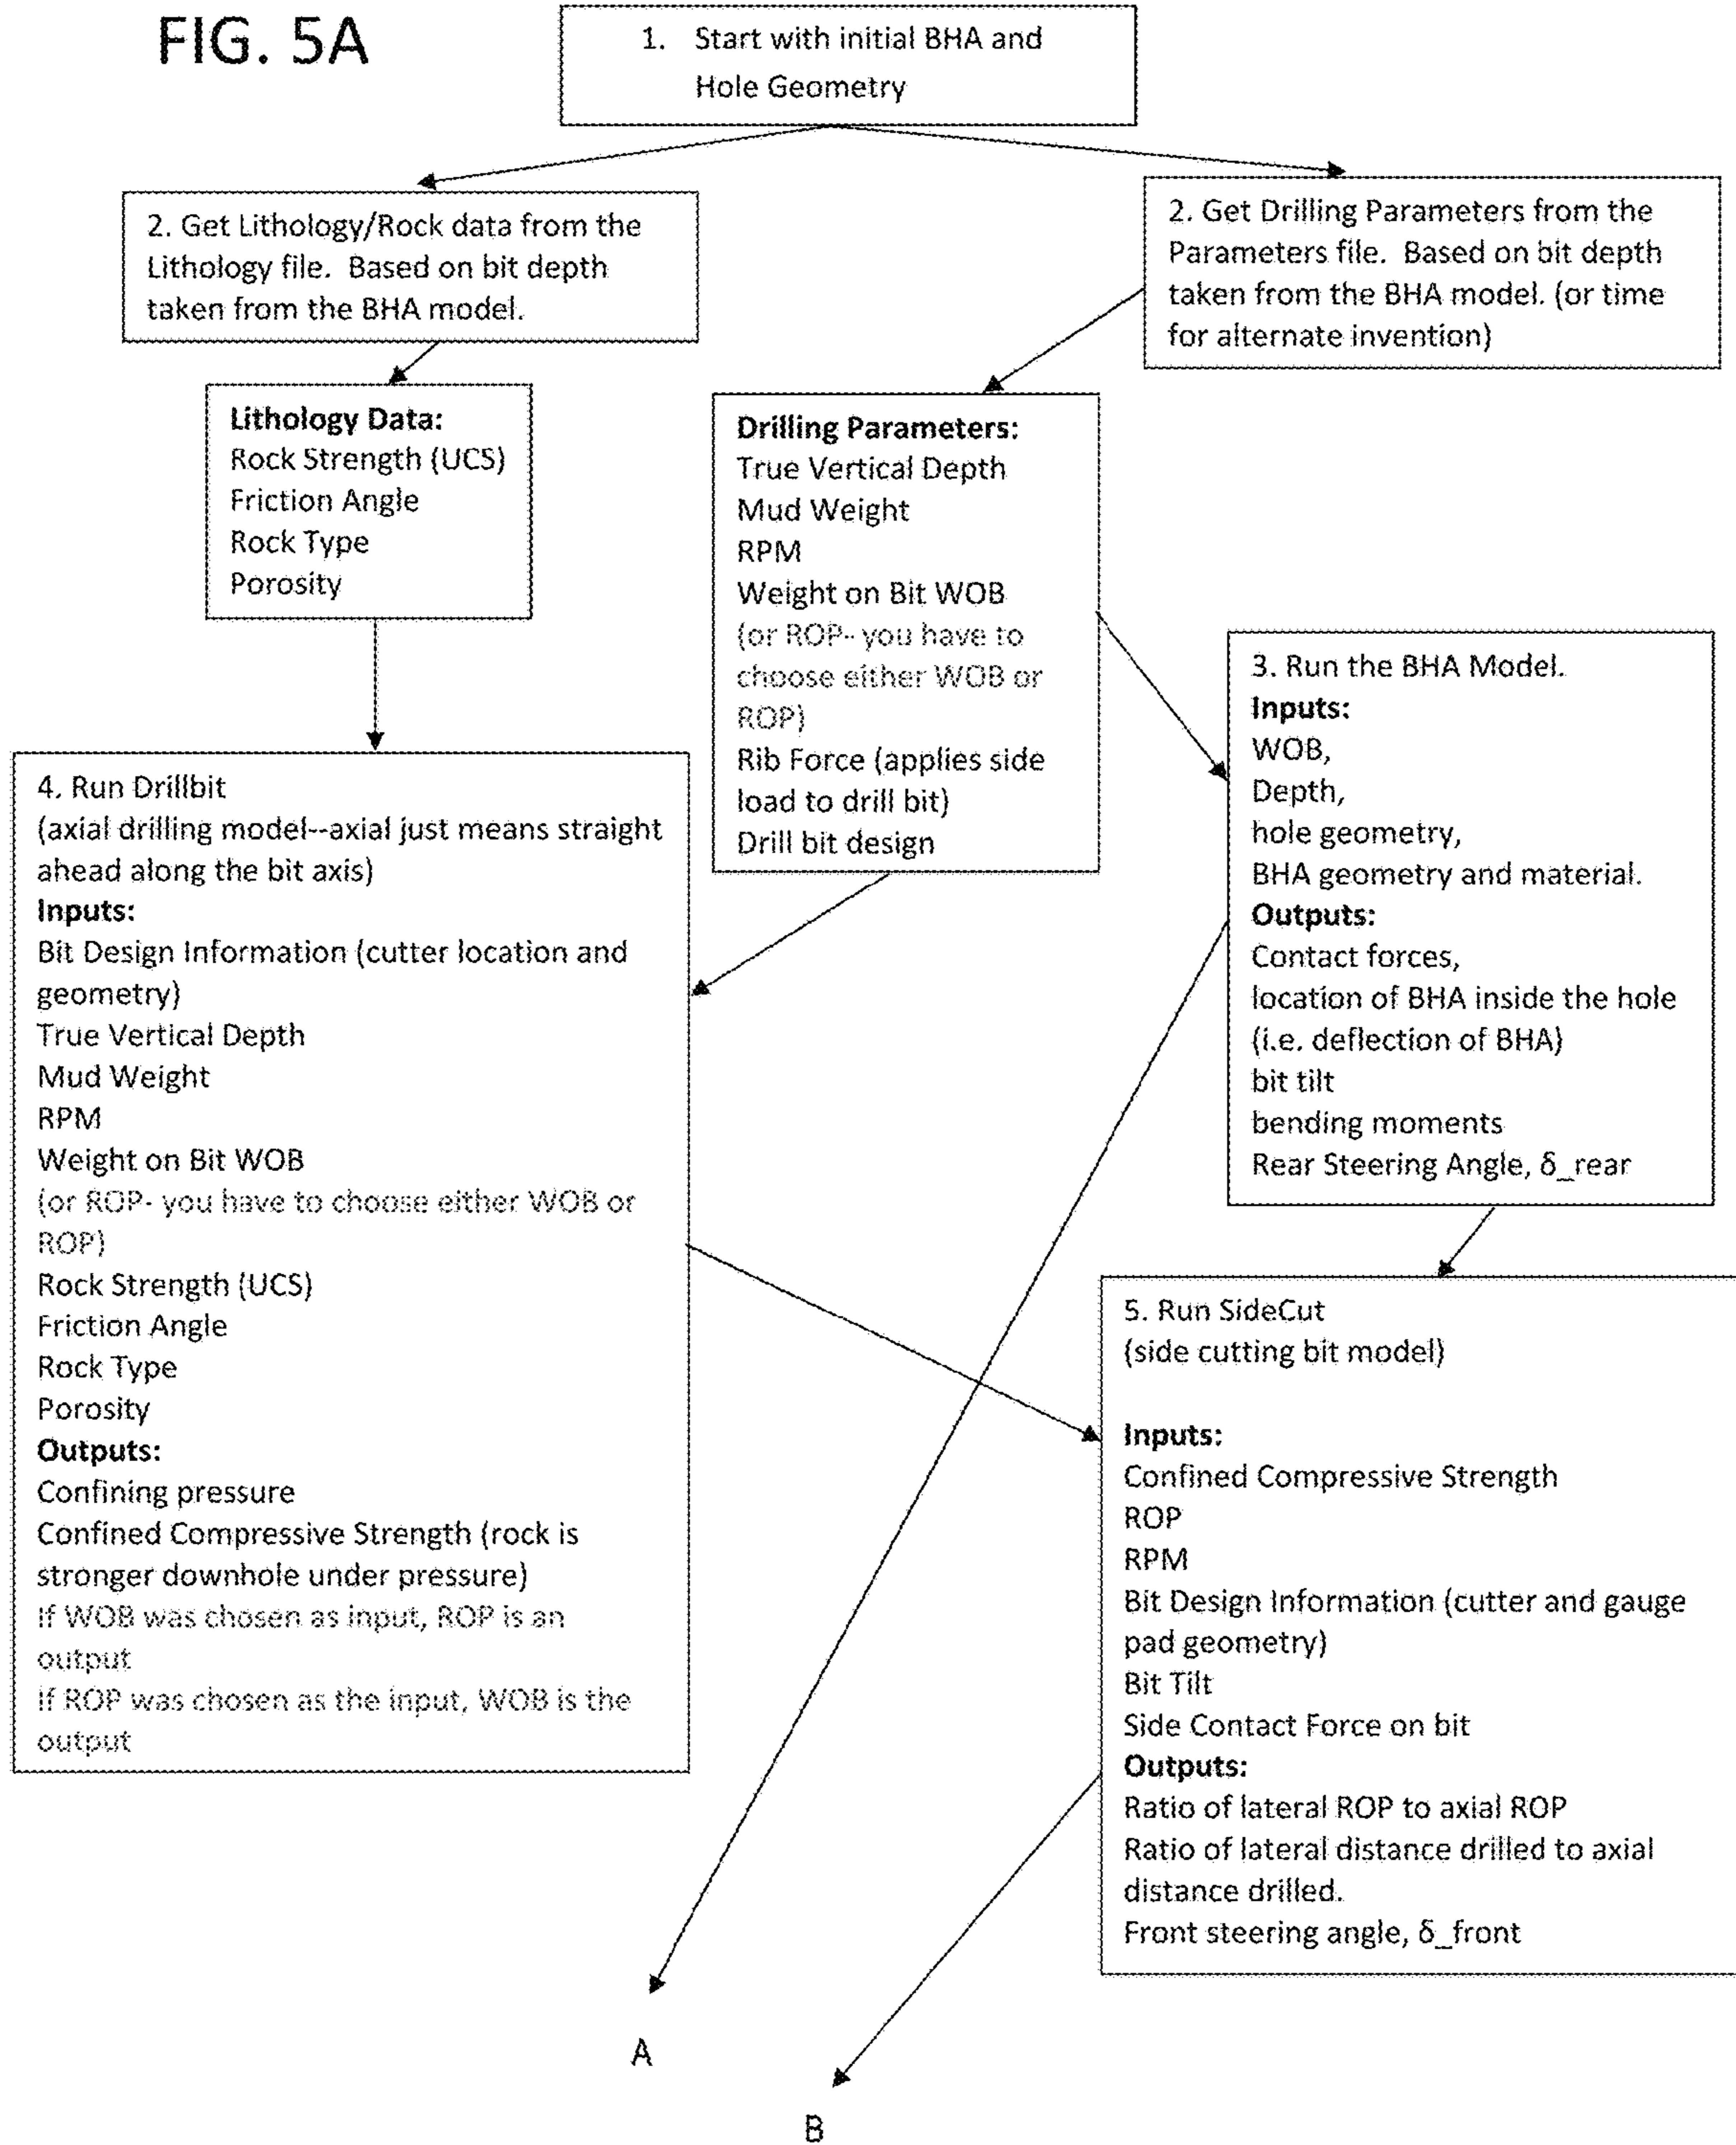 FIG. 5A
1. Start with initial BHA and
Hole Geometry
2. Get Lithology/Rock data from the
Lithology file. Based on bit depth
taken from the BHA model.
2. Get Drilling Parameters from the
Parameters file. Based on bit depth
taken from the BHA model. (or time
for alternate invention)
Lithology Data:
Rock Strength (UCS)
Friction Angle
Rock Type
Porosity
Drilling Parameters:
True Vertical Depth
Mud Weight
RPM
Weight on Bit WOB
(or ROP- you have to
choose either WOB or
ROP)
Rib Force (applies side
load to drill bit)
Drill bit design
3. Run the BHA Model.
Inputs:
WOB,
Depth,
hole geometry,
BHA geometry and material.
Outputs:
Contact forces,
location of BHA inside the hole
(i.e. deflection of BHA)
bit tilt
bending moments
Rear Steering Angle, δ_rear
4. Run Drillbit
(axial drilling model--axial just means straight
ahead along the bit axis)
Inputs:
Bit Design Information (cutter location and
geometry)
True Vertical Depth
Mud Weight
RPM
Weight on Bit WOB
(or ROP- you have to choose either WOB or
ROP)
Rock Strength (UCS)
Friction Angle
Rock Type
Porosity
Outputs:
Confining pressure
Confined Compressive Strength (rock is
stronger downhole under pressure)
If WOB was chosen as input, ROP is an
output
If ROP was chosen as the input, WOB is the
output
5. Run SideCut
(side cutting bit model)
Inputs:
Confined Compressive Strength
ROP
RPM
Bit Design Information (cutter and gauge
pad geometry)
Bit Tilt
Side Contact Force on bit
Outputs:
Ratio of lateral ROP to axial ROP
Ratio of lateral distance drilled to axial
distance drilled.
Front steering angle, δ_front
A
B